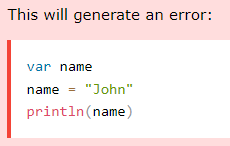 This will generate an error:
var name
name = "John"
println(name)